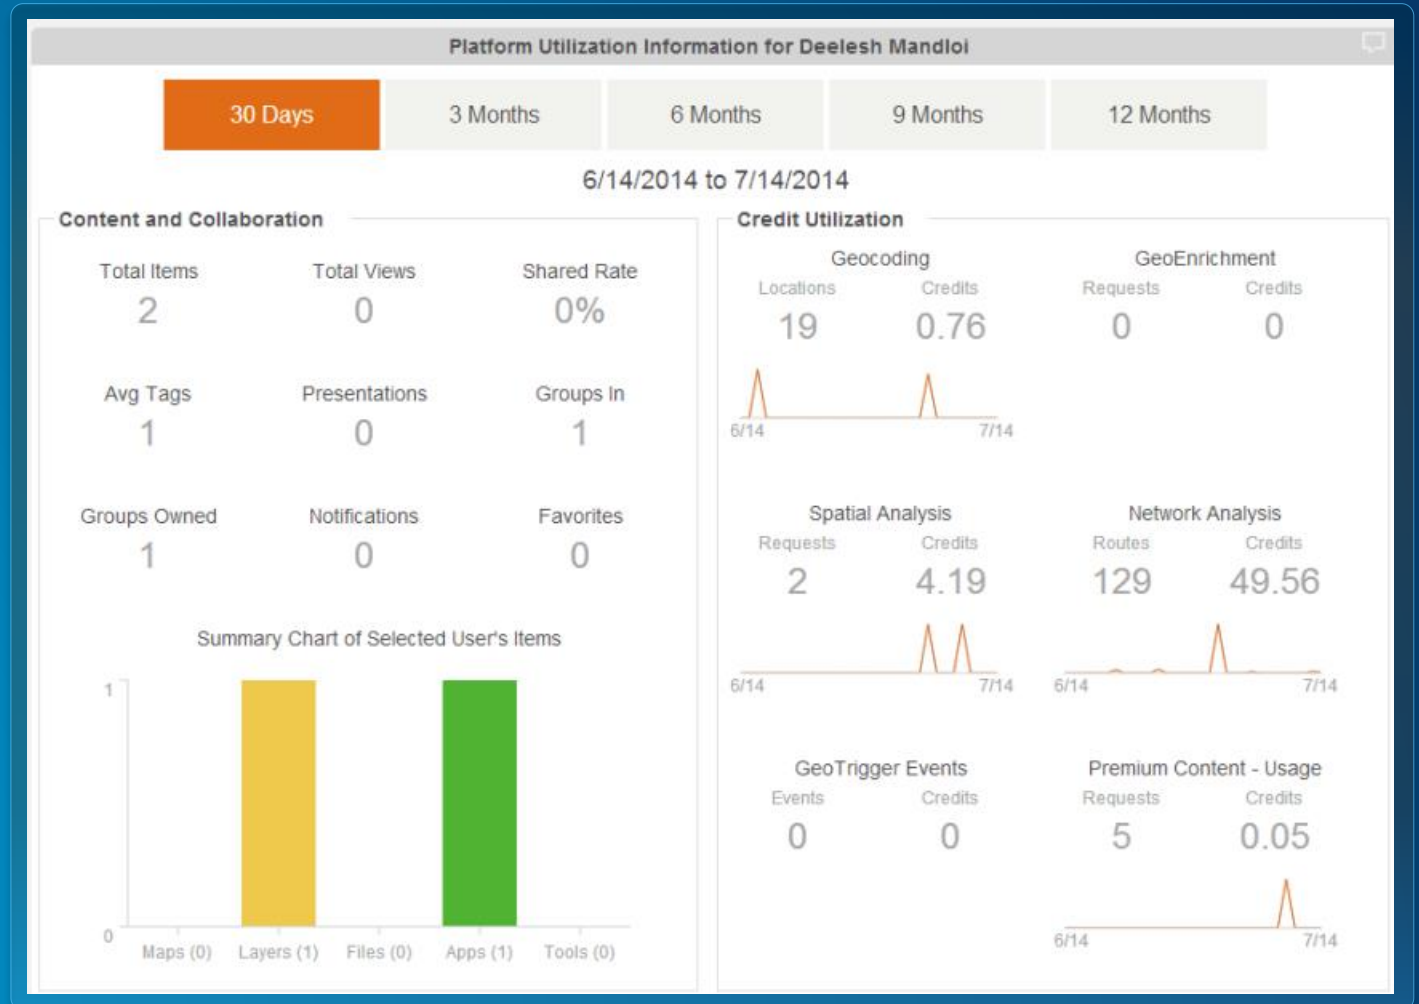 Platform Utilization Information for Deelesh Mandloi
30 Days 3 Months 6 Months 9 Months 12 Months
6/14/2014 to 7/14/2014
Content and Collaboration
Total Items Total Views Shared Rate
2 0 0%
Avg Tags Presentations Groups In
1 0 1
Groups Owned Notifications Favorites
1 0 0
Summary Chart of Selected User's Items
1
0
Maps (0) Layers (1) Files (0) Apps (1) Tools (0)
Credit Utilization
Geocoding GeoEnrichment
Locations Credits Requests Credits
19 0.76 0 0
6/14 7/14
Spatial Analysis Network Analysis
Requests Credits Routes Credits
2 4.19 129 49.56
6/14 7/14 6/14 7/14
GeoTrigger Events Premium Content - Usage
Events Credits Requests Credits
0 0 5 0.05
6/14 7/14